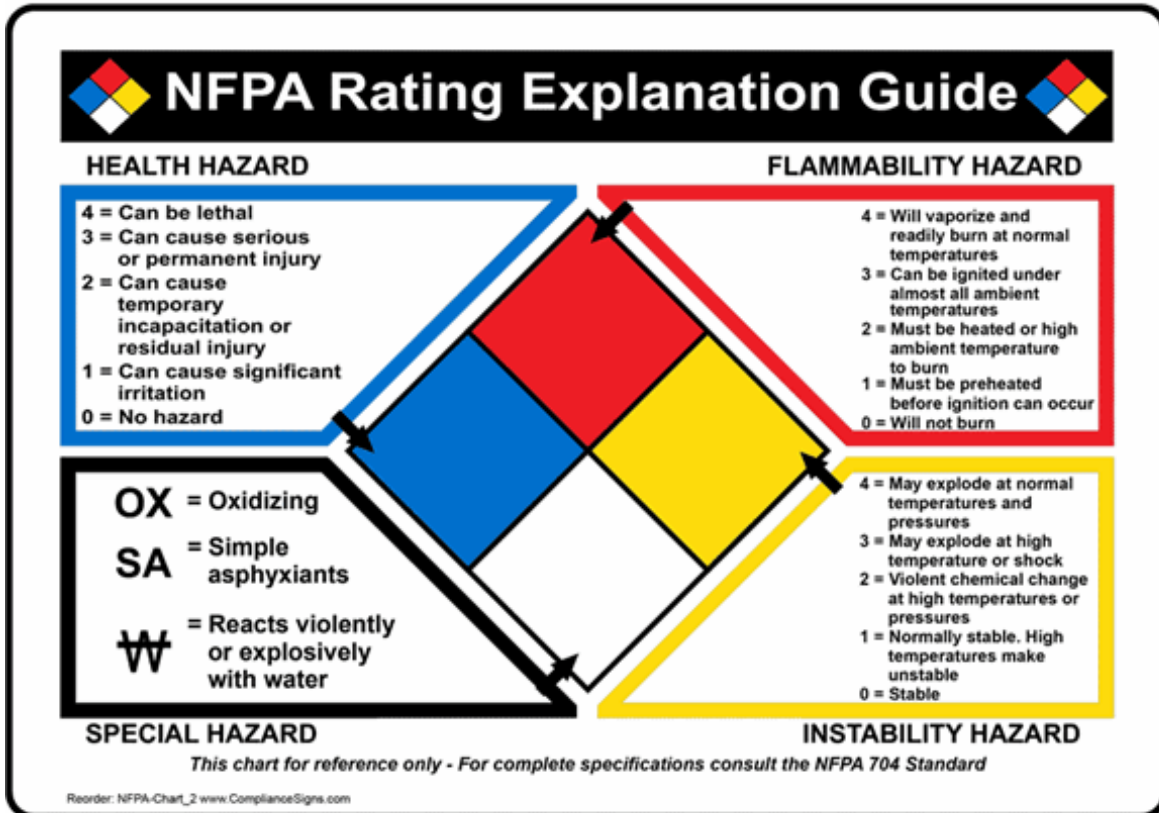 NFPA Rating Explanation Guide
HEALTH HAZARD
4 = Can be lethal
3 = Can cause serious
or permanent injury
2 = Can cause
temporary
incapacitation or
residual injury
1 = Can cause significant
irritation
0 = No hazard
FLAMMABILITY HAZARD
4 = Will vaporize and
readily burn at normal
temperatures
3 = Can be ignited under
almost all ambient
temperatures
2 = Must be heated or high
ambient temperature
to burn
1 = Must be preheated
before ignition can occur
0 = Will not burn
OX = Oxidizing
SA = Simple
asphyxiants
W̶ = Reacts violently
or explosively
with water
SPECIAL HAZARD
4 = May explode at normal
temperatures and
pressures
3 = May explode at high
temperature or shock
2 = Violent chemical change
at high temperatures or
pressures
1 = Normally stable. High
temperatures make
unstable
0 = Stable
INSTABILITY HAZARD
This chart for reference only - For complete specifications consult the NFPA 704 Standard
Reorder: NFPA-Chart_2 www.ComplianceSigns.com